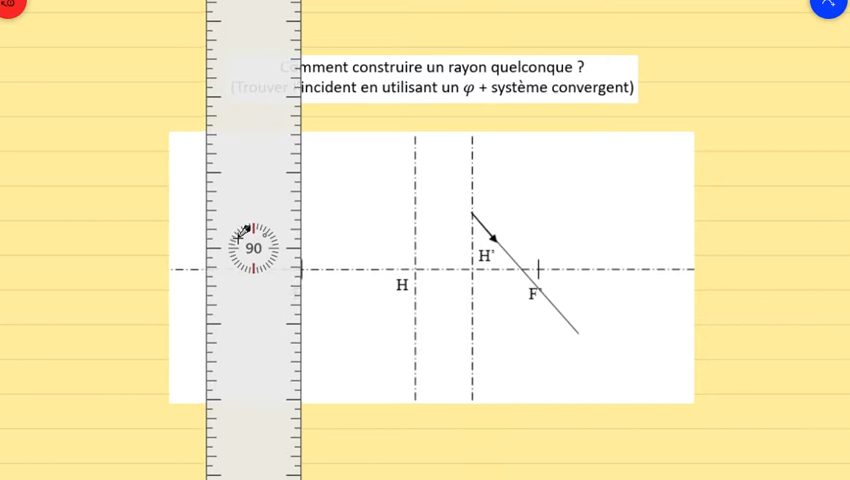 Comment construire un rayon quelconque ?
(Trouver l'incident en utilisant un φ + système convergent)
90
H'
H
F'